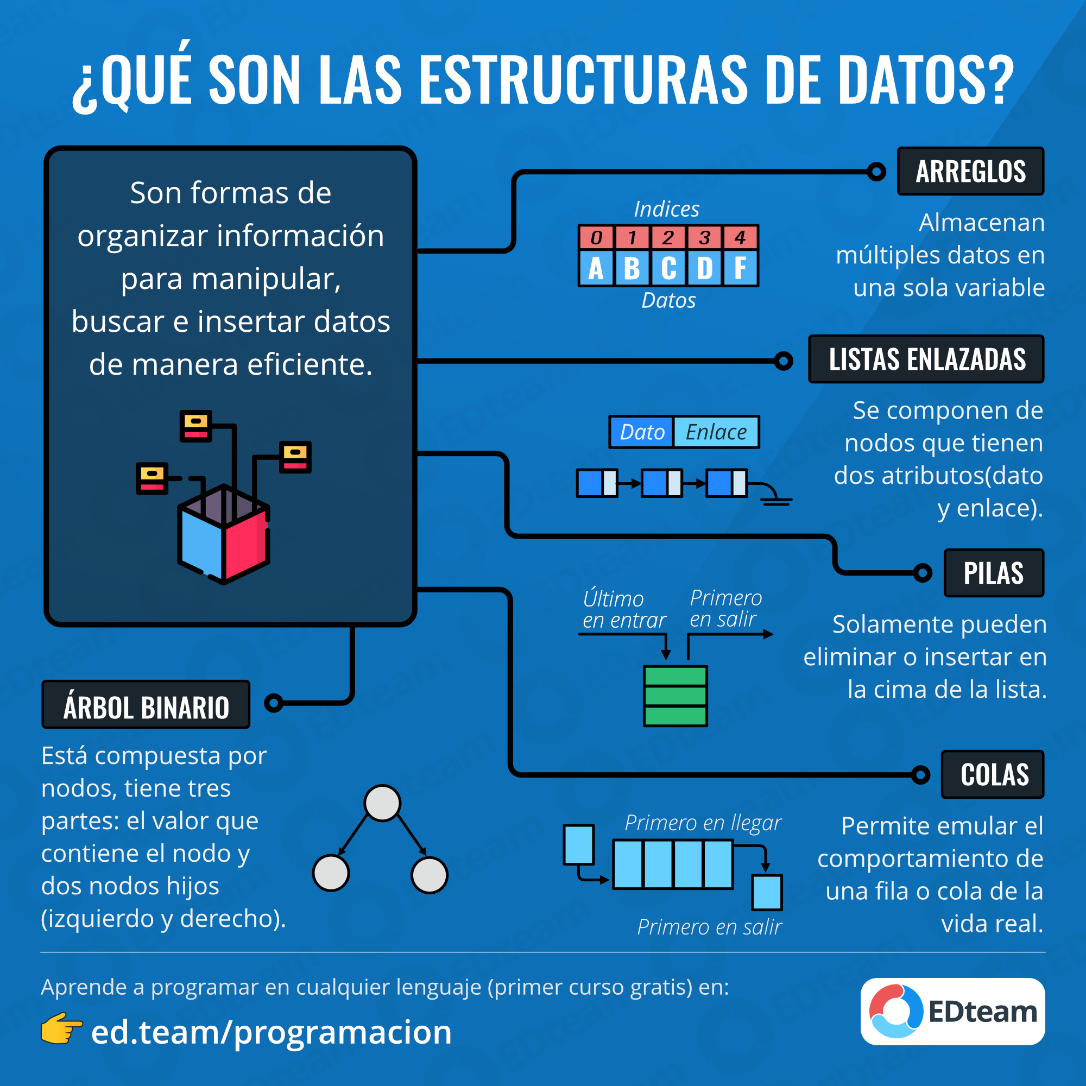 ¿QUÉ SON LAS ESTRUCTURAS DE DATOS?
Son formas de
organizar información
para manipular,
buscar e insertar datos
de manera eficiente.
ARREGLOS
Almacenan
múltiples datos en
una sola variable
Indices
0 1 2 3 4
A B C D F
Datos
LISTAS ENLAZADAS
Se componen de
nodos que tienen
dos atributos(dato
y enlace).
Dato Enlace
PILAS
Solamente pueden
eliminar o insertar en
la cima de la lista.
Último
en entrar
Primero
en salir
COLAS
Permite emular el
comportamiento de
una fila o cola de la
vida real.
Primero en llegar
Primero en salir
ÁRBOL BINARIO
Está compuesta por
nodos, tiene tres
partes: el valor que
contiene el nodo y
dos nodos hijos
(izquierdo y derecho).
Aprende a programar en cualquier lenguaje (primer curso gratis) en:
ed.team/programacion
EDteam